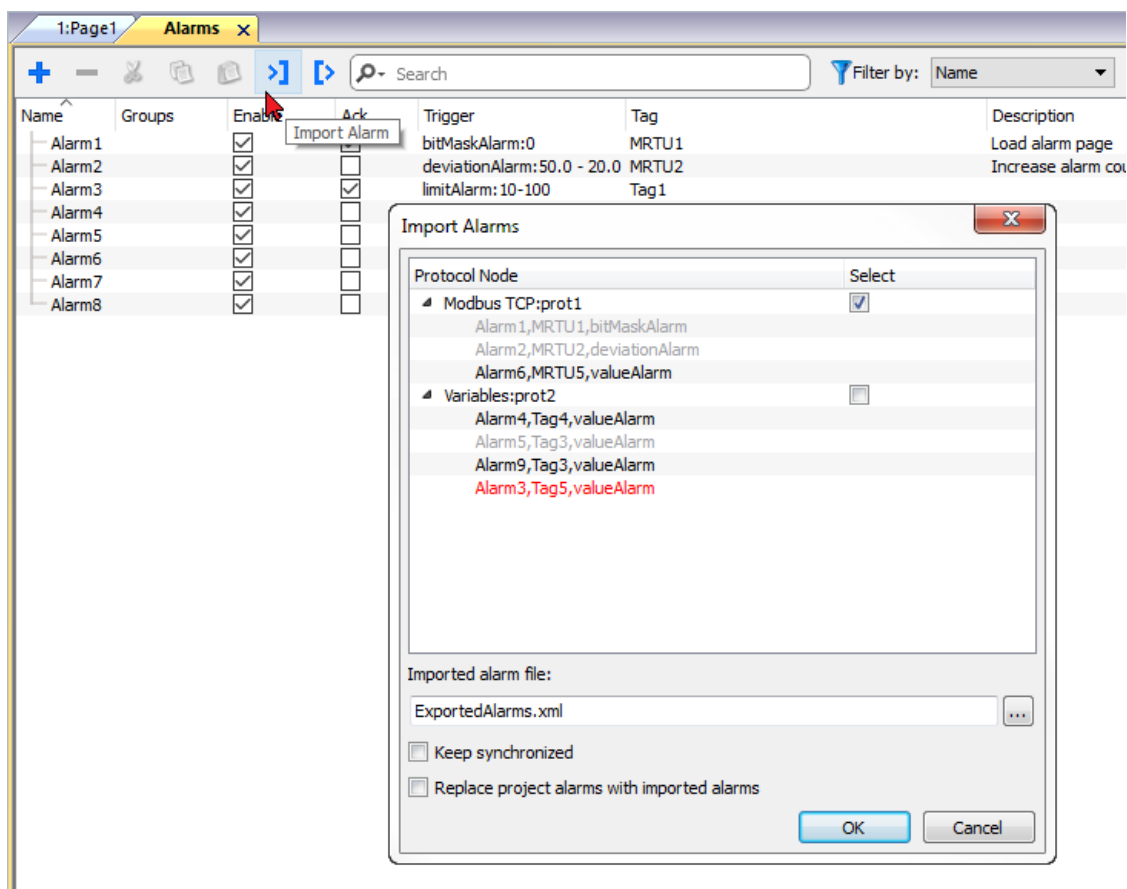 1:Page1 Alarms x
Search Filter by: Name
Name Groups Enable Ack Trigger Tag Description
Import Alarm
Alarm1 bitMaskAlarm:0 MRTU1 Load alarm page
Alarm2 deviationAlarm:50.0 - 20.0 MRTU2 Increase alarm cou
Alarm3 limitAlarm:10-100 Tag1
Alarm4
Alarm5
Alarm6
Alarm7
Alarm8
Import Alarms
Protocol Node Select
Modbus TCP:prot1
Alarm1,MRTU1,bitMaskAlarm
Alarm2,MRTU2,deviationAlarm
Alarm6,MRTU5,valueAlarm
Variables:prot2
Alarm4,Tag4,valueAlarm
Alarm5,Tag3,valueAlarm
Alarm9,Tag3,valueAlarm
Alarm3,Tag5,valueAlarm
Imported alarm file:
ExportedAlarms.xml ...
Keep synchronized
Replace project alarms with imported alarms
OK Cancel